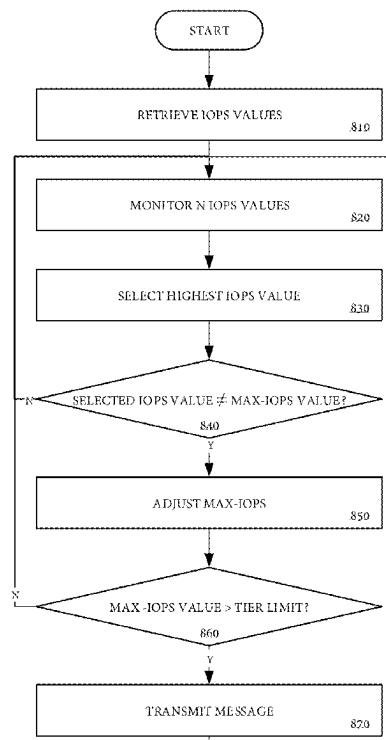 START
RETRIEVE IOPS VALUES
810
MONITOR N IOPS VALUES
820
SELECT HIGHEST IOPS VALUE
830
N
SELECTED IOPS VALUE ≠ MAX-IOPS VALUE?
840
Y
ADJUST MAX-IOPS
850
N
MAX -IOPS VALUE > TIER LIMIT?
860
Y
TRANSMIT MESSAGE
870